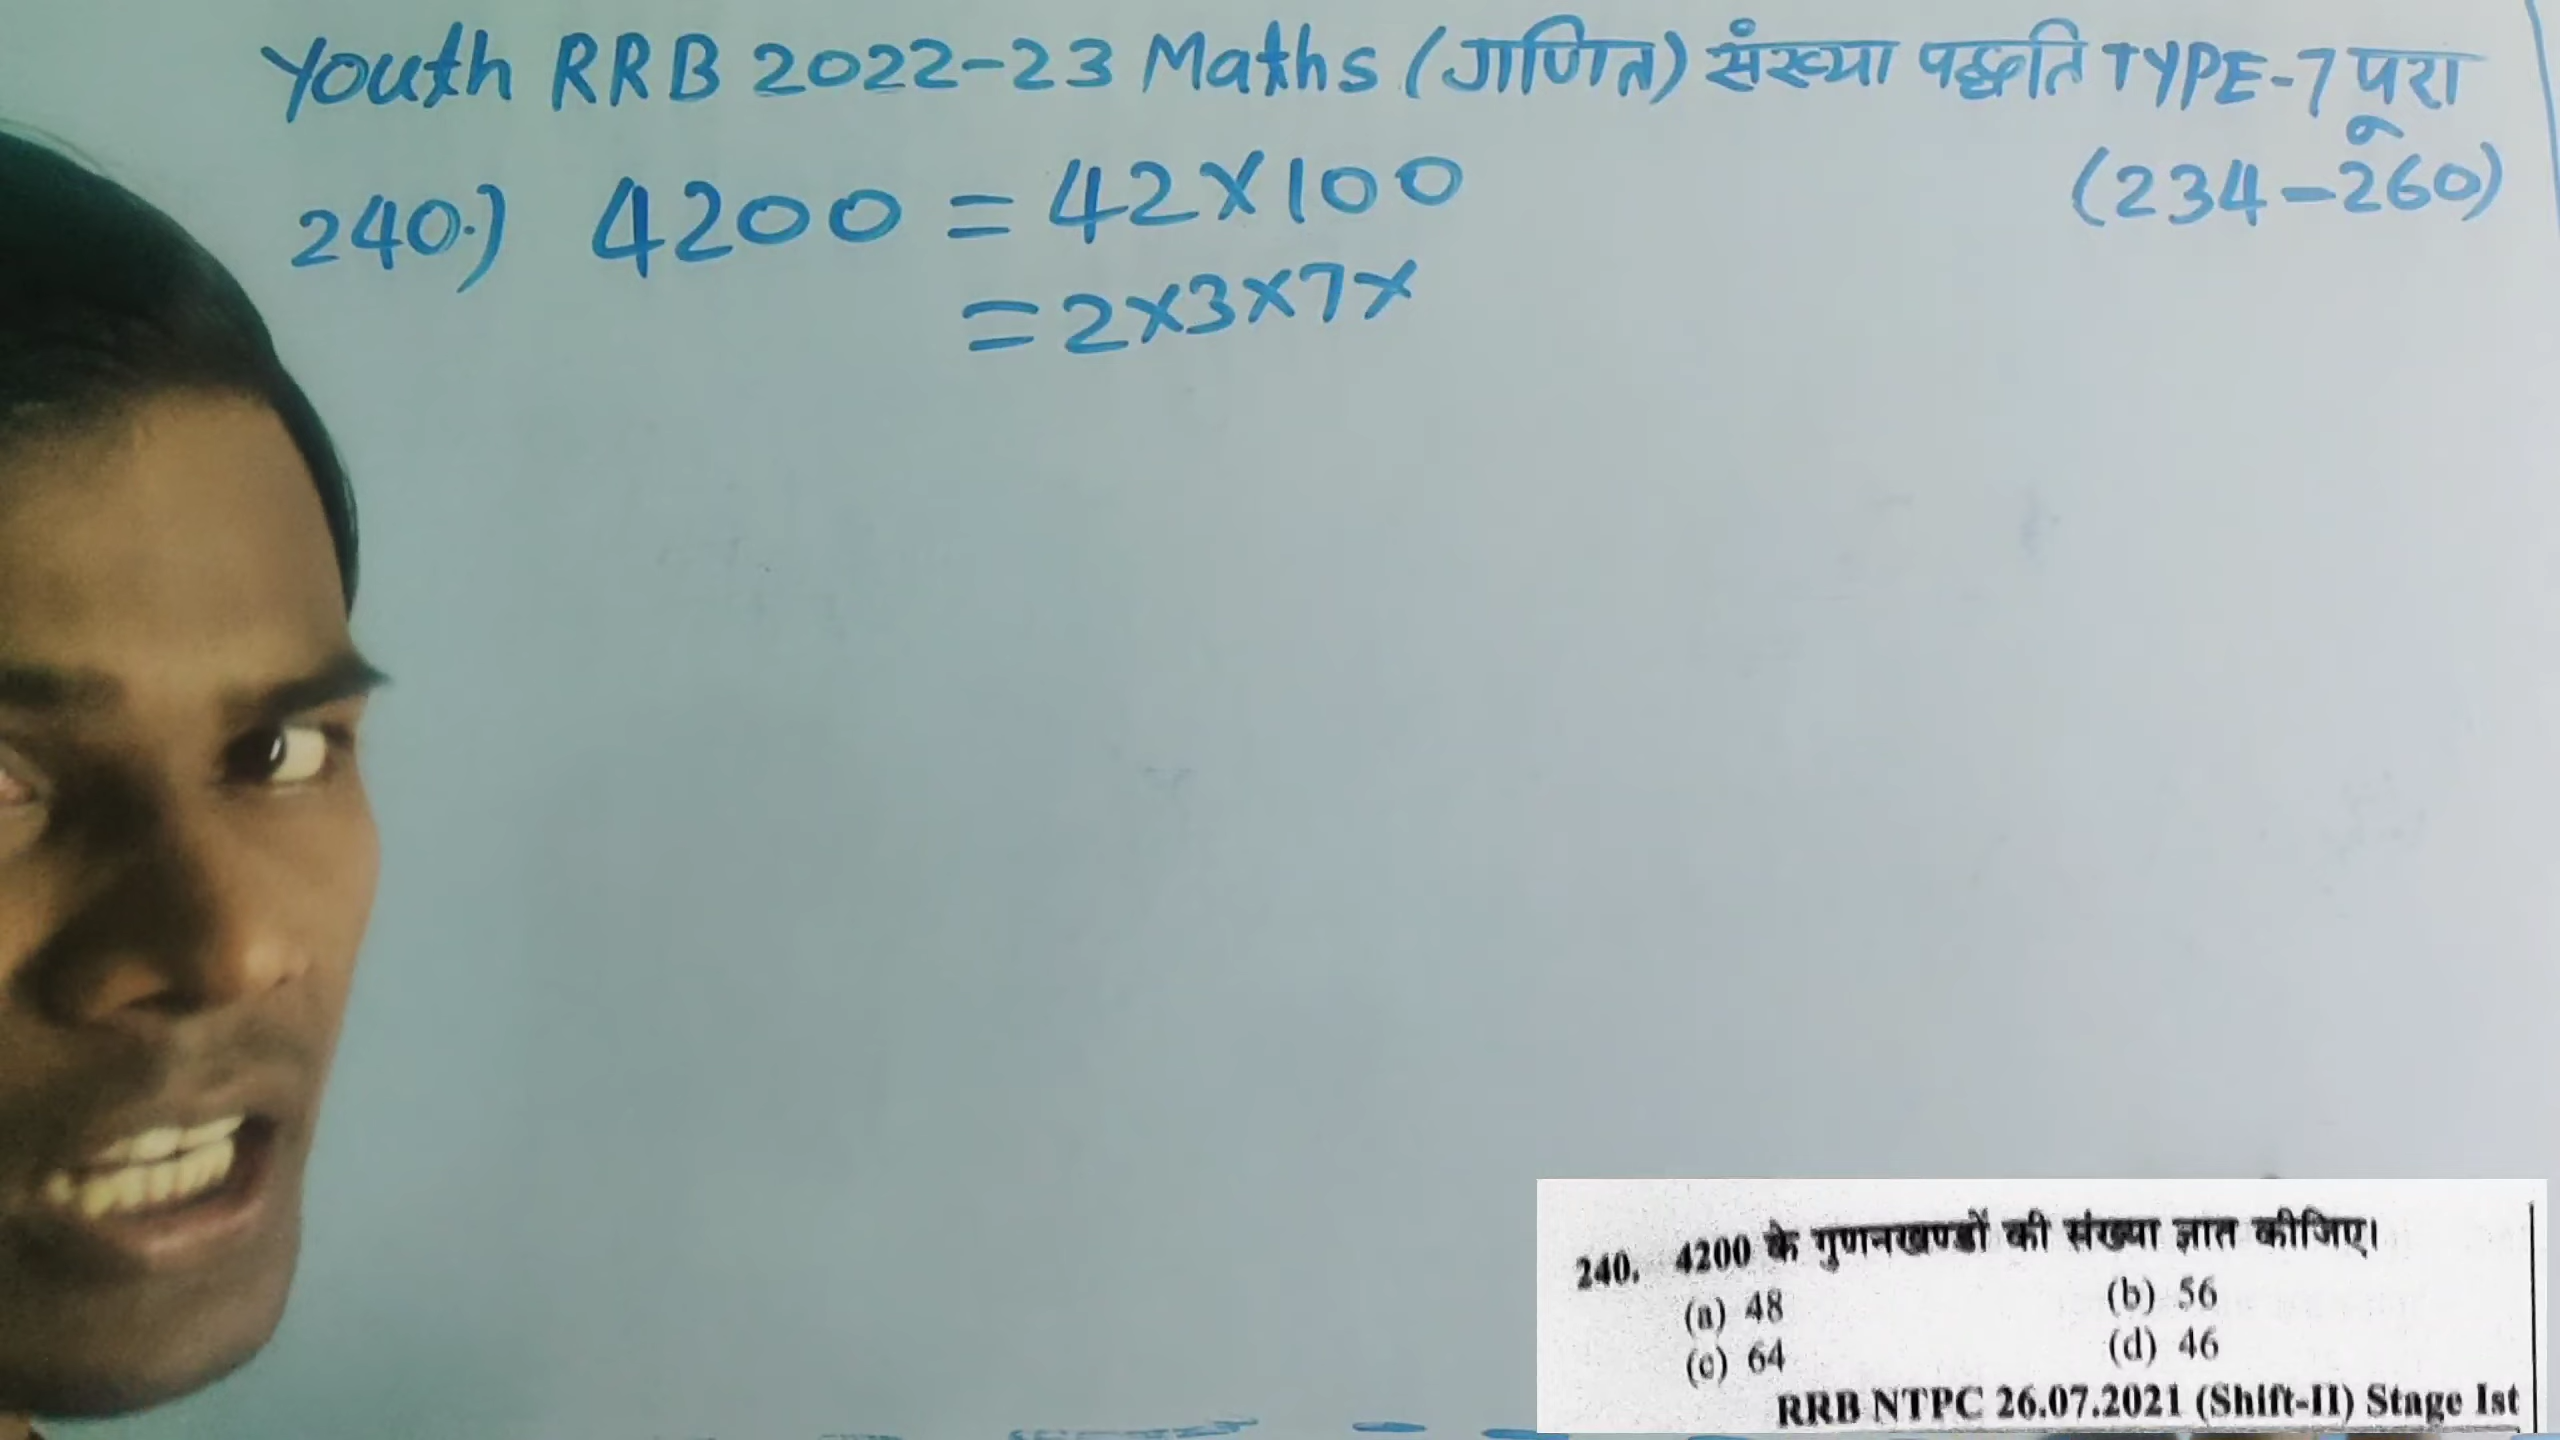 Youth RRB 2022-23 Maths (गणित) संख्या पद्धति TYPE-7 पूरा
(234-260)
240.) 4200 = 42×100
= 2×3×7×
240. 4200 के गुणनखण्डों की संख्या ज्ञात कीजिए।
(a) 48 (b) 56
(c) 64 (d) 46
RRB NTPC 26.07.2021 (Shift-II) Stage Ist